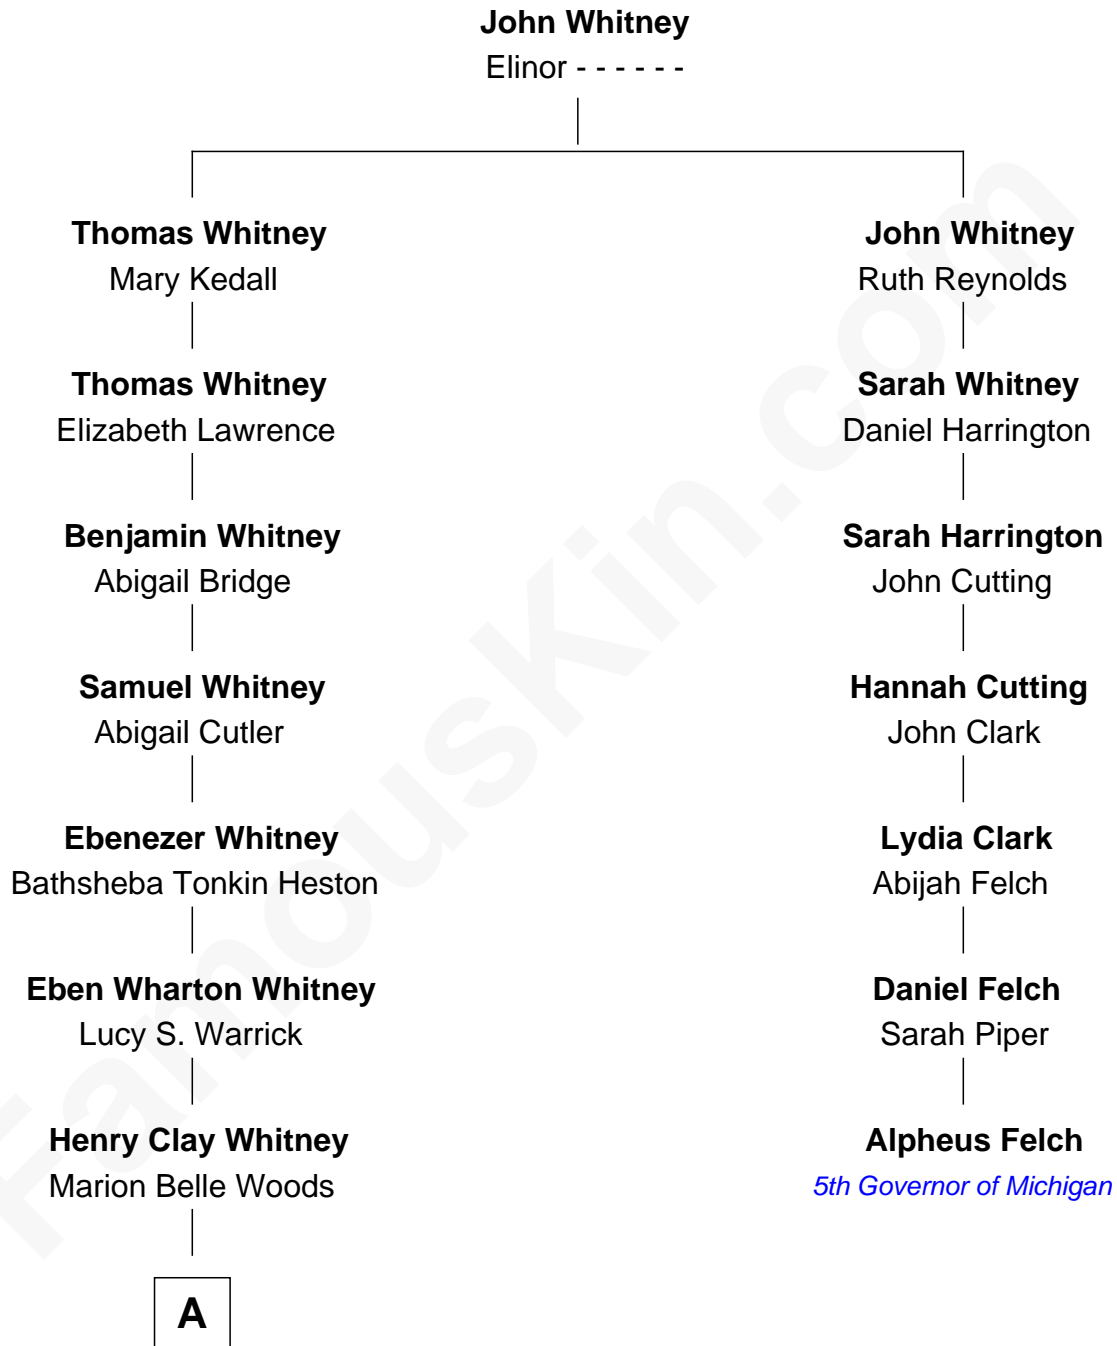 John Whitney
Elinor - - - - - -
Thomas Whitney
Mary Kedall
Thomas Whitney
Elizabeth Lawrence
Benjamin Whitney
Abigail Bridge
Samuel Whitney
Abigail Cutler
Ebenezer Whitney
Bathsheba Tonkin Heston
Eben Wharton Whitney
Lucy S. Warrick
Henry Clay Whitney
Marion Belle Woods
A
John Whitney
Ruth Reynolds
Sarah Whitney
Daniel Harrington
Sarah Harrington
John Cutting
Hannah Cutting
John Clark
Lydia Clark
Abijah Felch
Daniel Felch
Sarah Piper
Alpheus Felch
5th Governor of Michigan
FamousKin.com